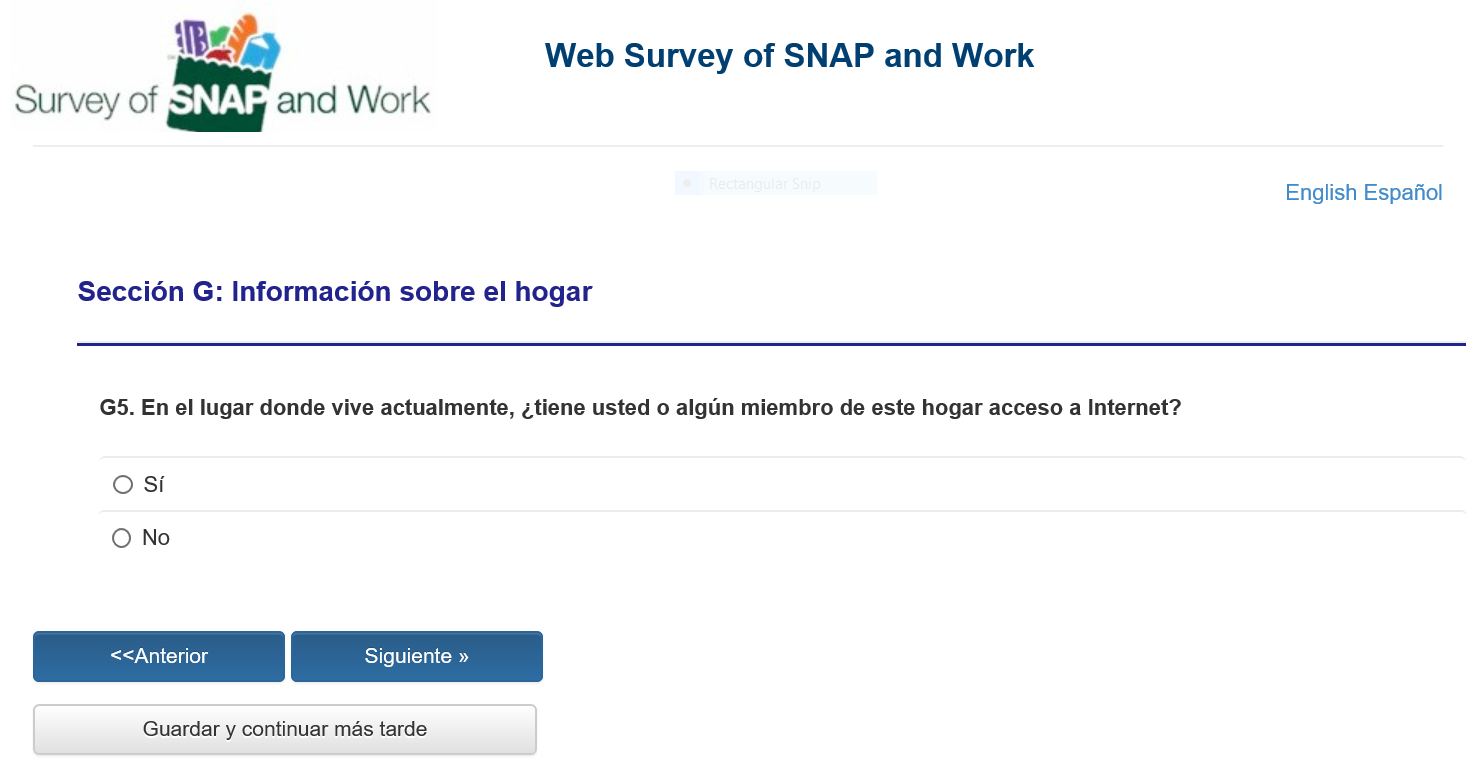 Survey of SNAP and Work
Web Survey of SNAP and Work
Rectangular Snip
English Español
Sección G: Información sobre el hogar
G5. En el lugar donde vive actualmente, ¿tiene usted o algún miembro de este hogar acceso a Internet?
Sí
No
<<Anterior
Siguiente »
Guardar y continuar más tarde